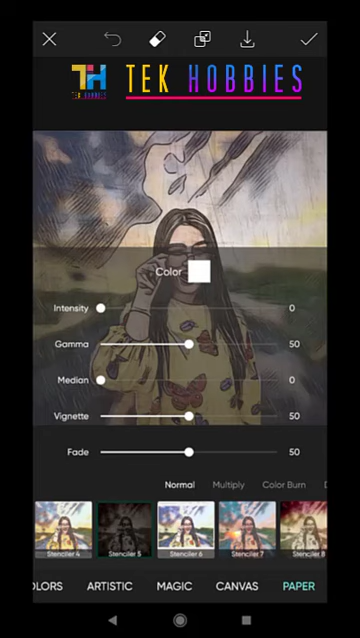 TEK HOBBIES
Color
Intensity 0
Gamma 50
Median 0
Vignette 50
Fade 50
Normal Multiply Color Burn D
Stenciler 4 Stenciler 5 Stenciler 6 Stenciler 7 Stenciler 8
OLORS ARTISTIC MAGIC CANVAS PAPER